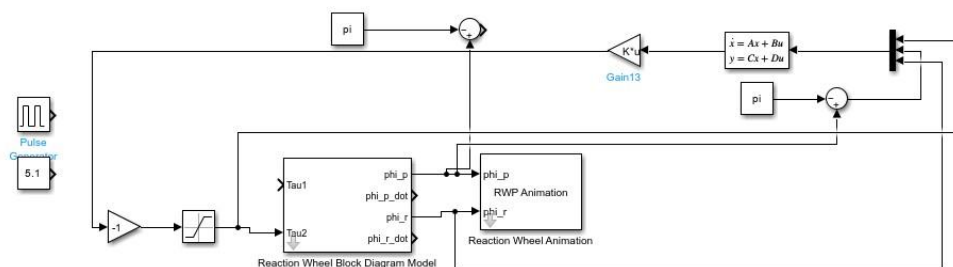 pi
K*u
ẋ = Ax + Bu
y = Cx + Du
Gain13
pi
Pulse
Generator
5.1
-1
Tau1
Tau2
phi_p
phi_p_dot
phi_r
phi_r_dot
Reaction Wheel Block Diagram Model
phi_p
RWP Animation
phi_r
Reaction Wheel Animation